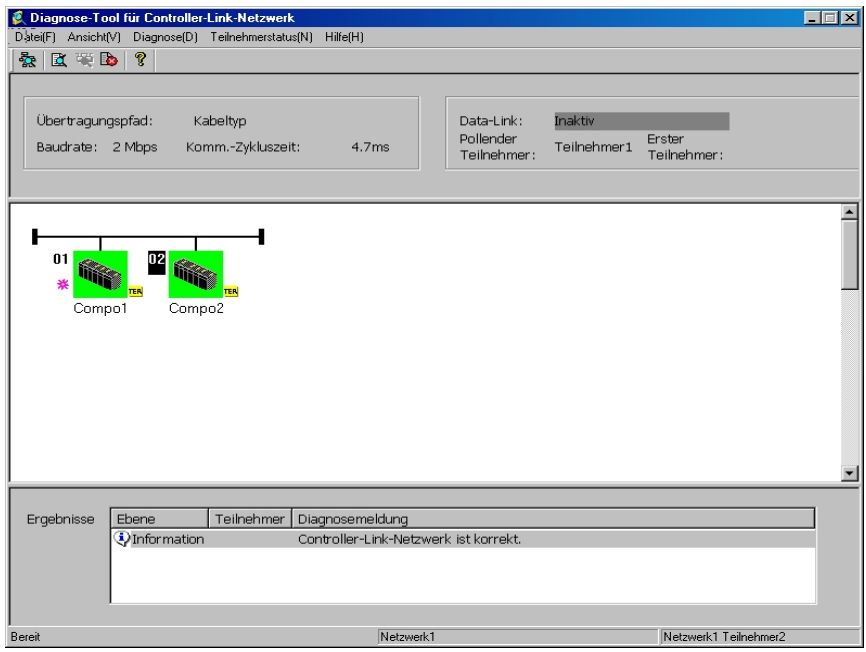 Diagnose-Tool für Controller-Link-Netzwerk
Datei(F) Ansicht(V) Diagnose(D) Teilnehmerstatus(N) Hilfe(H)
Übertragungspfad: Kabeltyp
Baudrate: 2 Mbps Komm.-Zykluszeit: 4.7ms
Data-Link: Inaktiv
Pollender Teilnehmer: Teilnehmer1 Erster Teilnehmer:
01 02
TER TER
Compo1 Compo2
Ergebnisse
Ebene Teilnehmer Diagnosemeldung
Information Controller-Link-Netzwerk ist korrekt.
Bereit Netzwerk1 Netzwerk1 Teilnehmer2